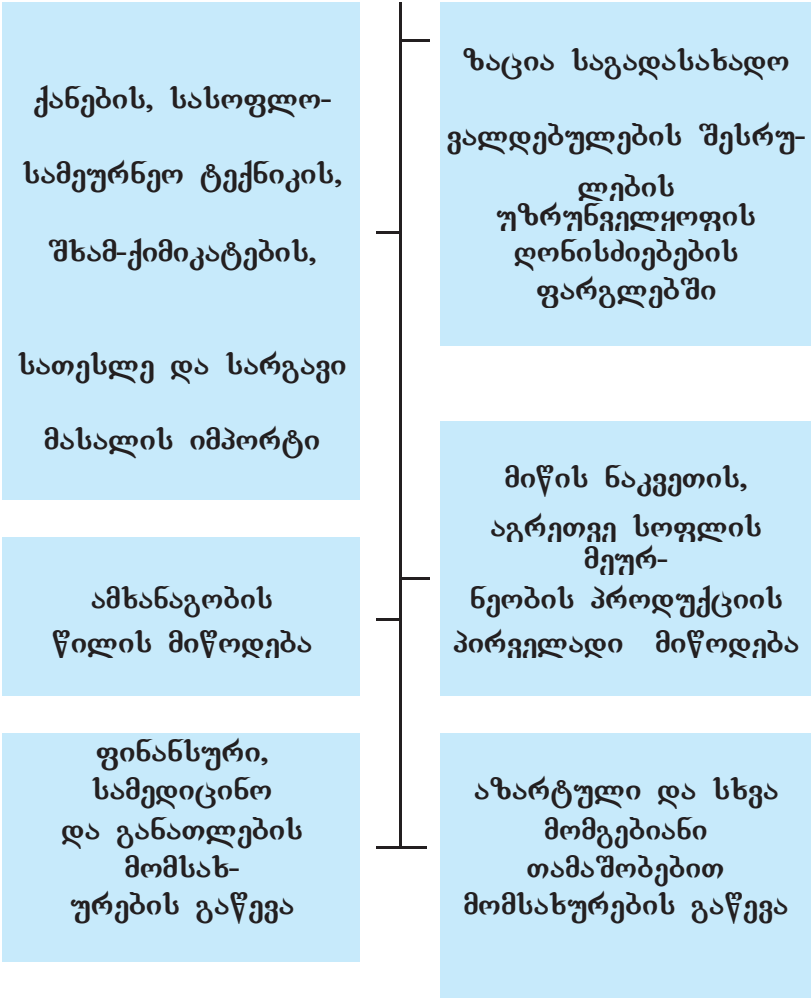 ქანების, სასოფლო-
სამეურნეო ტექნიკის,
შხამ-ქიმიკატების,
სათესლე და სარგავი
მასალის იმპორტი
ამხანაგობის
წილის მიწოდება
ფინანსური,
სამედიცინო
და განათლების
მომსახ-
ურების გაწევა
ზაცია საგადასახადო
ვალდებულების შესრუ-
ლების
უზრუნველყოფის
ღონისძიებების
ფარგლებში
მიწის ნაკვეთის,
აგრეთვე სოფლის
მეურ-
ნეობის პროდუქციის
პირველადი მიწოდება
აზარტული და სხვა
მომგებიანი
თამაშობებით
მომსახურების გაწევა